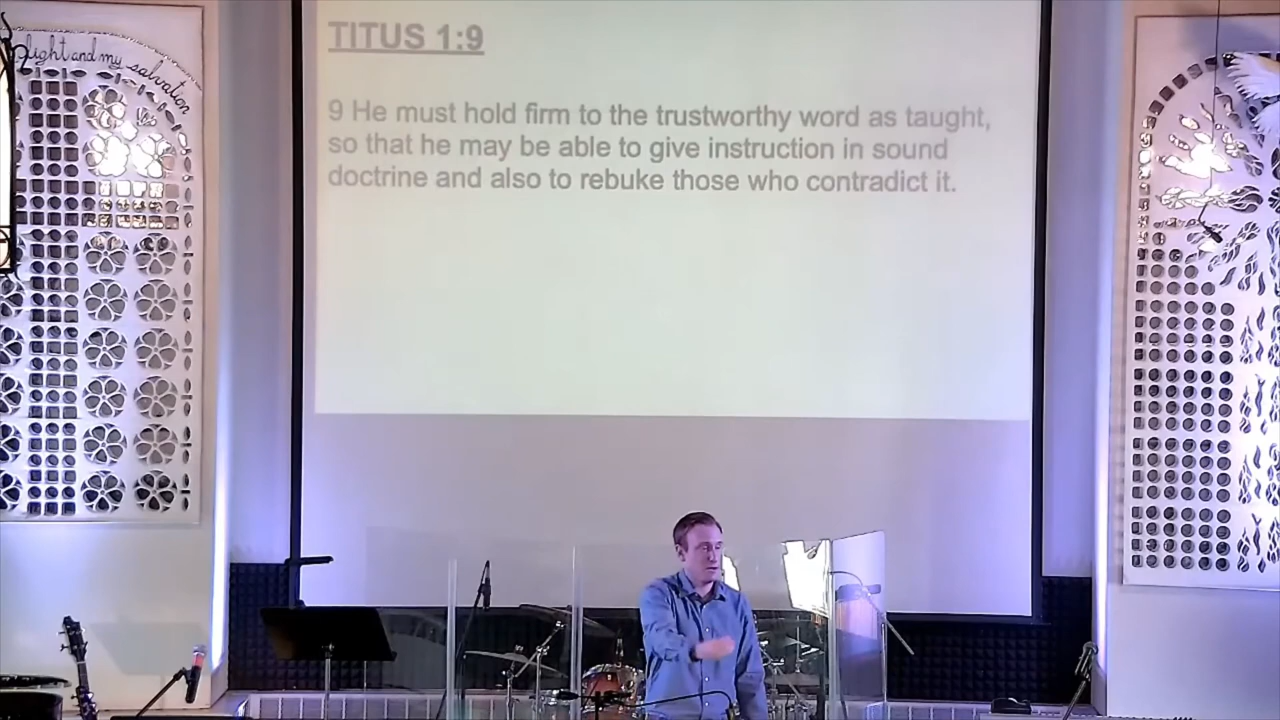 light and my salvation
TITUS 1:9
9 He must hold firm to the trustworthy word as taught,
so that he may be able to give instruction in sound
doctrine and also to rebuke those who contradict it.